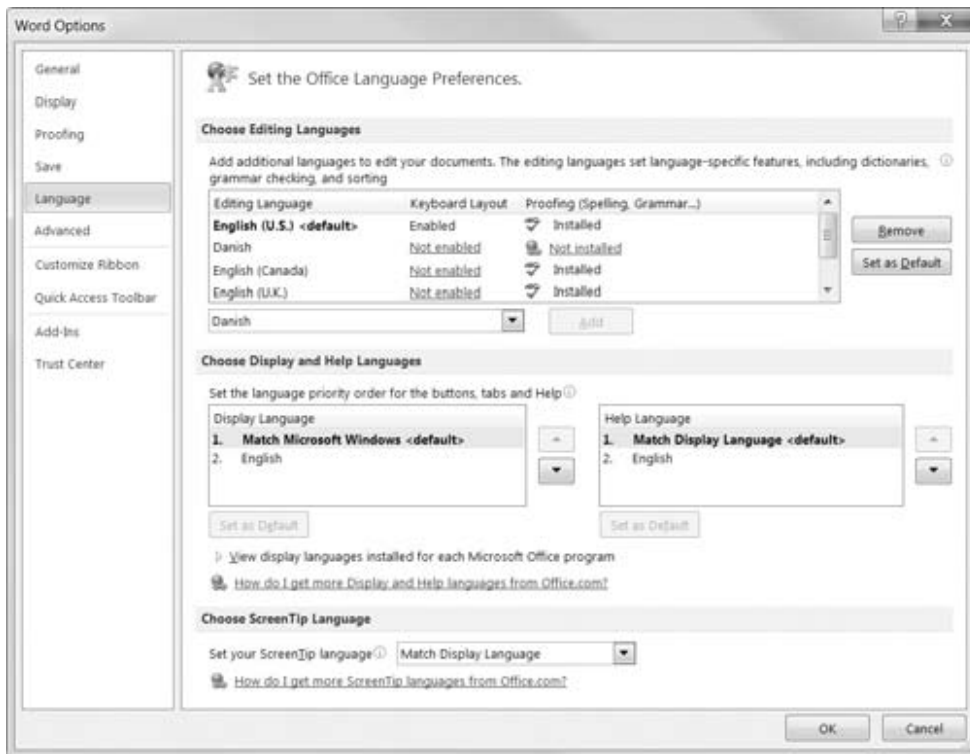 Word Options
General
Display
Proofing
Save
Language
Advanced
Customize Ribbon
Quick Access Toolbar
Add-Ins
Trust Center
Set the Office Language Preferences.
Choose Editing Languages
Add additional languages to edit your documents. The editing languages set language-specific features, including dictionaries,
grammar checking, and sorting
Editing Language Keyboard Layout Proofing (Spelling, Grammar...)
English (U.S.) <default> Enabled Installed
Danish Not enabled Not installed
English (Canada) Not enabled Installed
English (U.K.) Not enabled Installed
Remove
Set as Default
Danish Add
Choose Display and Help Languages
Set the language priority order for the buttons, tabs and Help
Display Language
1. Match Microsoft Windows <default>
2. English
Set as Default
Help Language
1. Match Display Language <default>
2. English
Set as Default
View display languages installed for each Microsoft Office program
How do I get more Display and Help languages from Office.com?
Choose ScreenTip Language
Set your ScreenTip language Match Display Language
How do I get more ScreenTip languages from Office.com?
OK Cancel